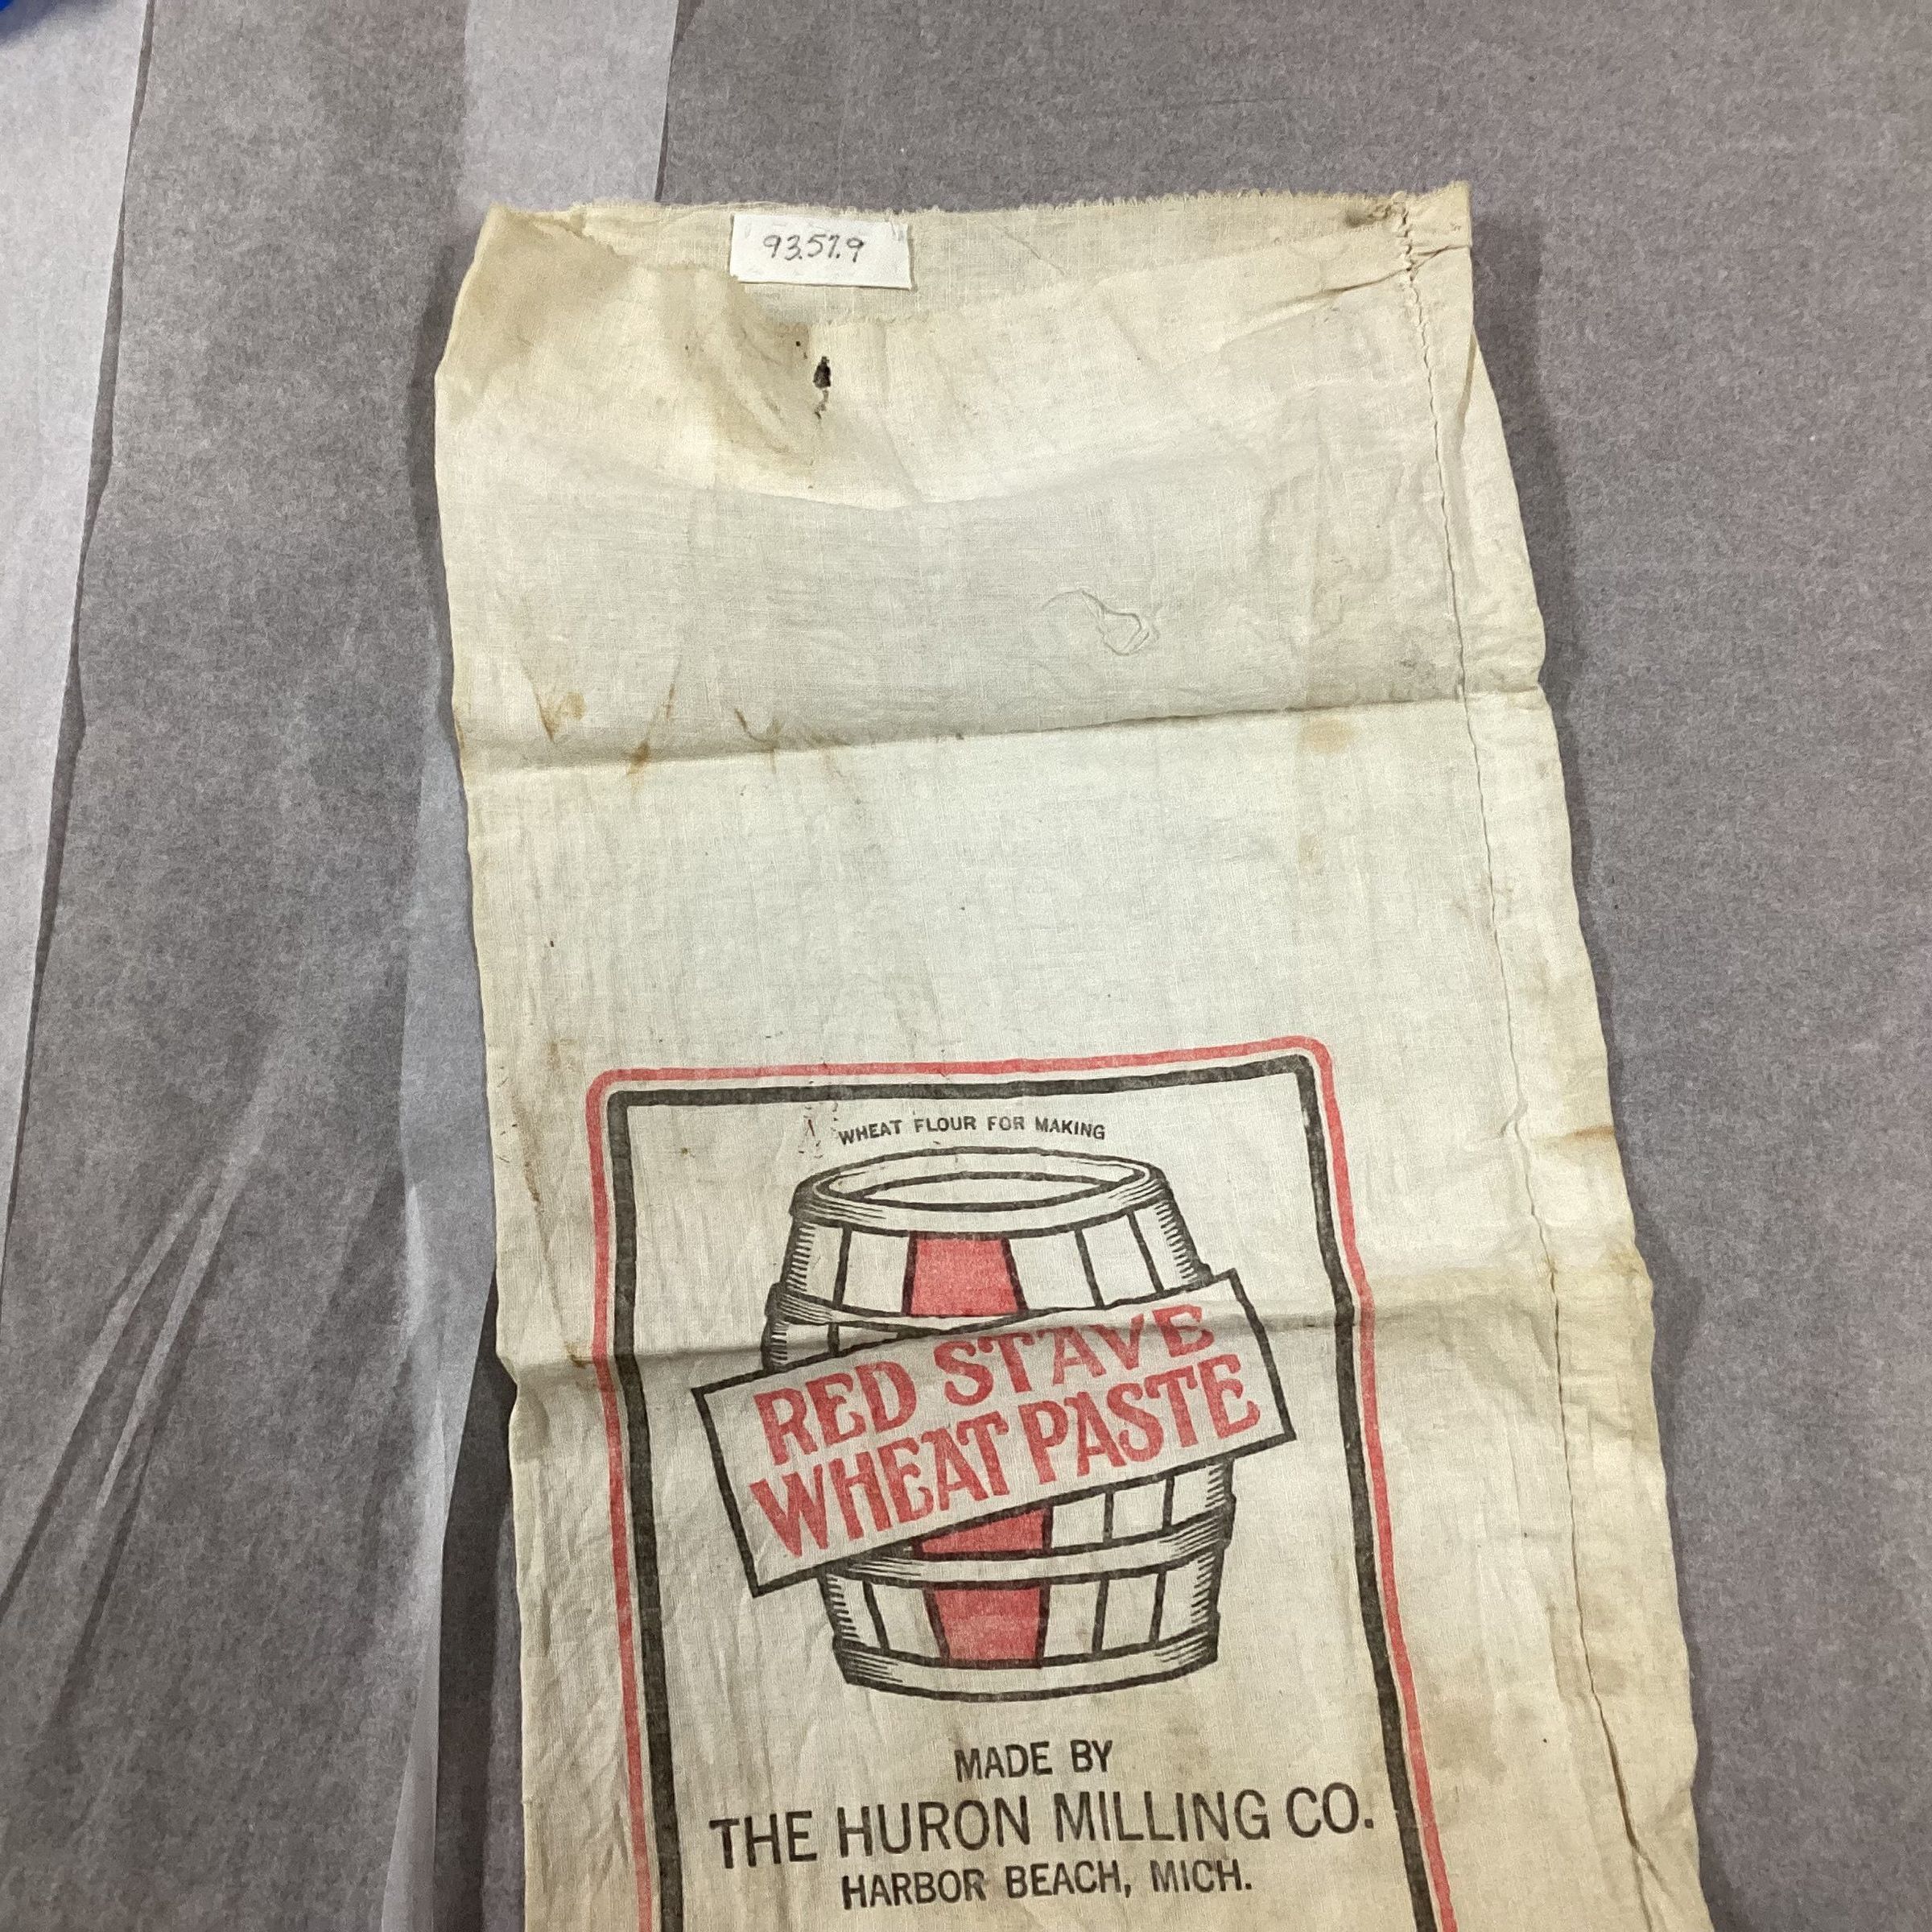 93.57.9
WHEAT FLOUR FOR MAKING
RED STAVE
WHEAT PASTE
MADE BY
THE HURON MILLING CO.
HARBOR BEACH, MICH.